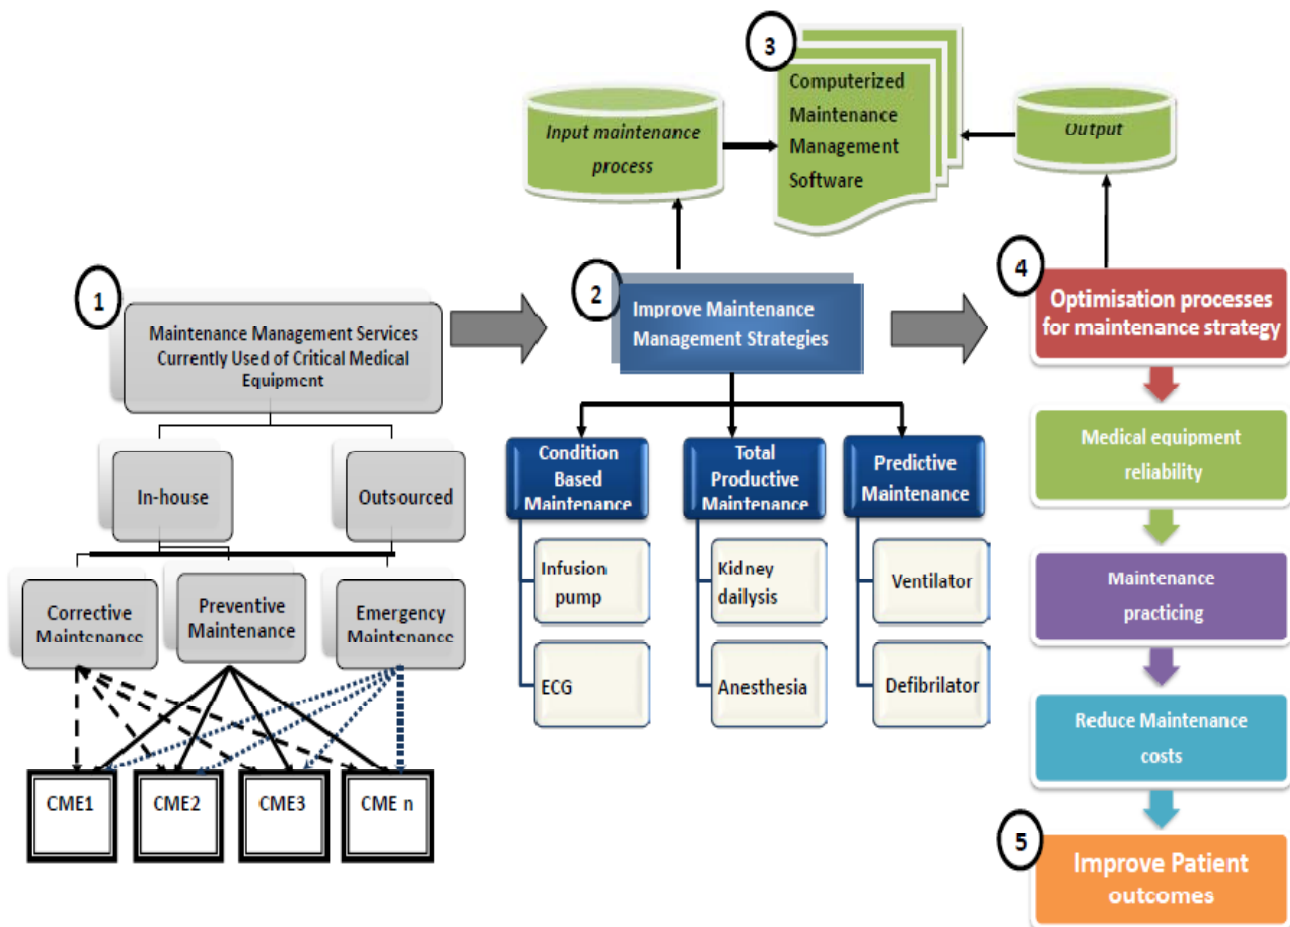 3
Computerized
Maintenance
Management
Software
Input maintenance
process
Output
1
Maintenance Management Services
Currently Used of Critical Medical
Equipment
2
Improve Maintenance
Management Strategies
4
Optimisation processes
for maintenance strategy
In-house
Outsourced
Corrective
Maintenance
Preventive
Maintenance
Emergency
Maintenance
CME1
CME2
CME3
CME n
Condition
Based
Maintenance
Total
Productive
Maintenance
Predictive
Maintenance
Infusion
pump
Kidney
dailysis
Ventilator
ECG
Anesthesia
Defibrilator
Medical equipment
reliability
Maintenance
practicing
Reduce Maintenance
costs
5
Improve Patient
outcomes